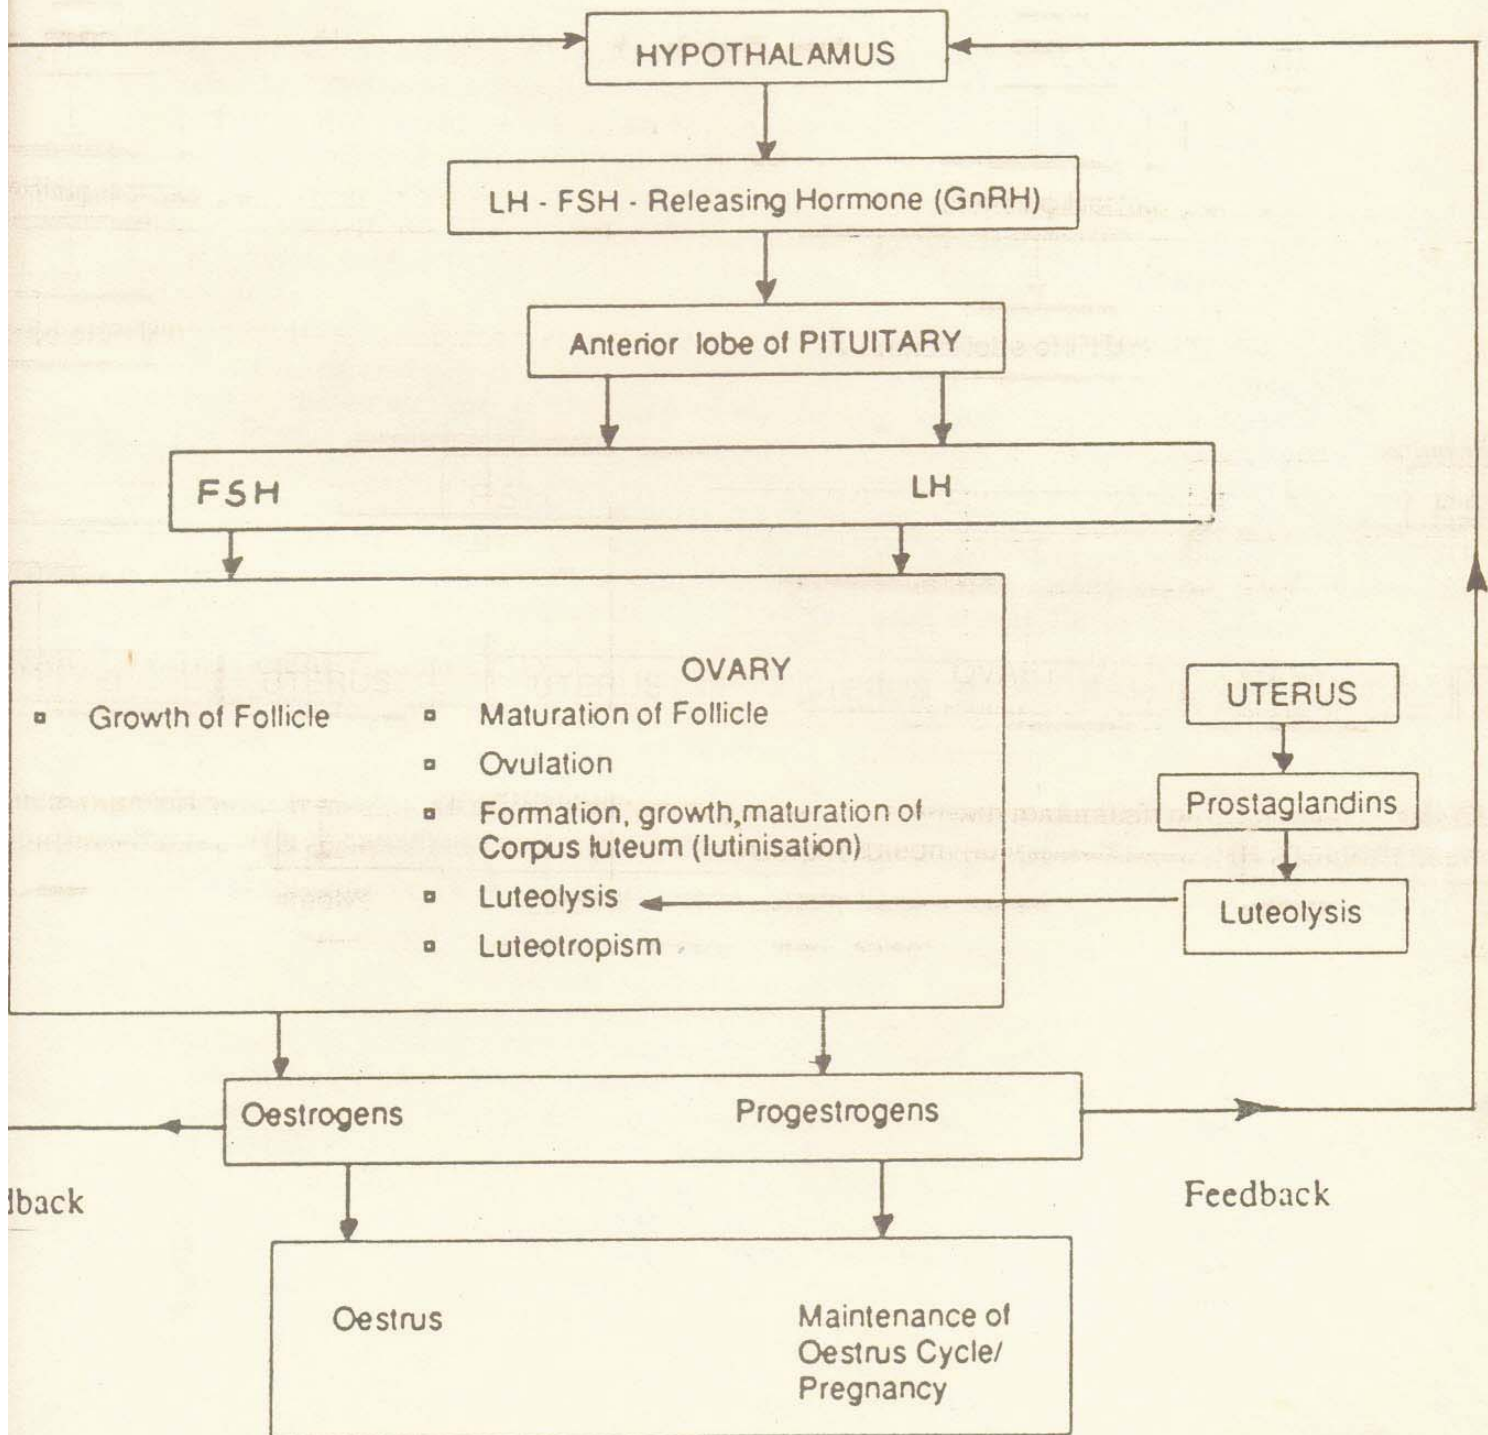 HYPOTHALAMUS
LH - FSH - Releasing Hormone (GnRH)
Anterior lobe of PITUITARY
FSH
LH
OVARY
▫ Growth of Follicle
▫ Maturation of Follicle
▫ Ovulation
▫ Formation, growth,maturation of
Corpus luteum (lutinisation)
▫ Luteolysis
▫ Luteotropism
UTERUS
Prostaglandins
Luteolysis
Oestrogens
Progestrogens
dback
Feedback
Oestrus
Maintenance of
Oestrus Cycle/
Pregnancy